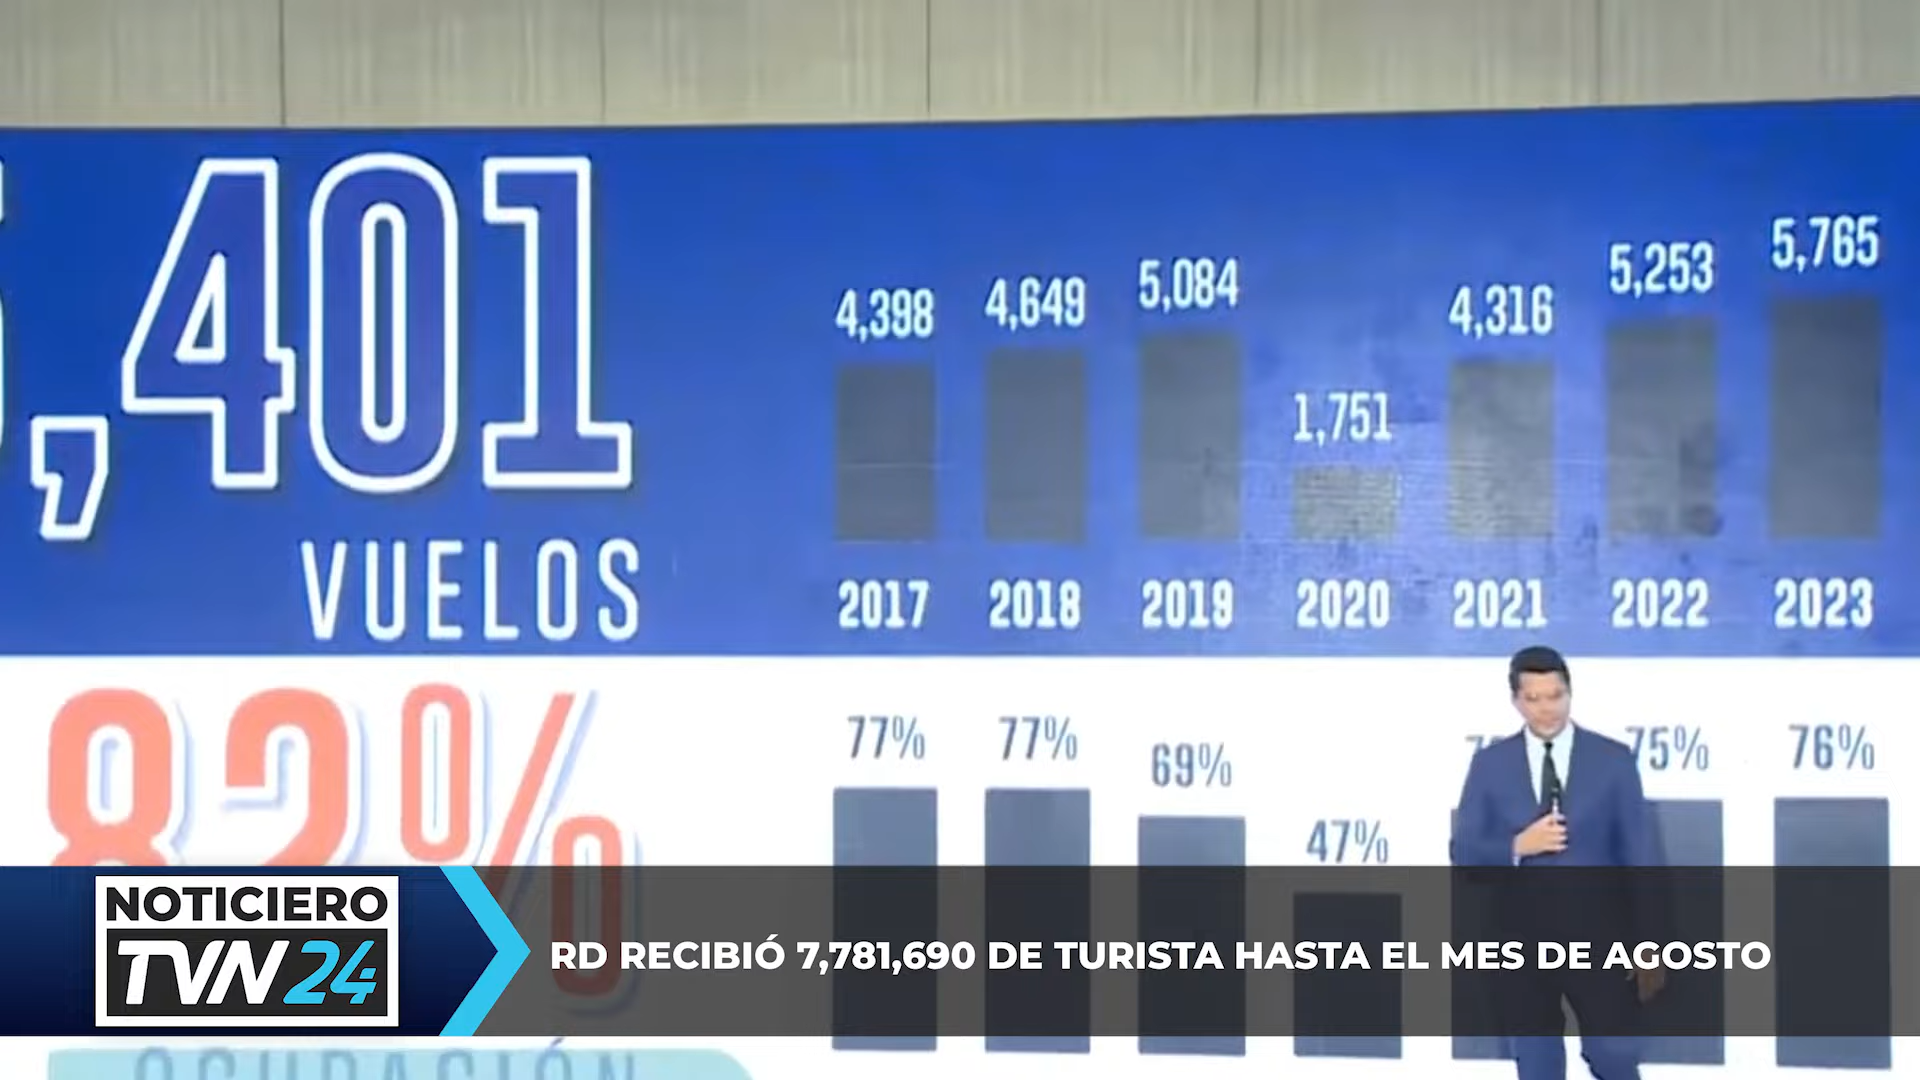 ,401
VUELOS
4,398 4,649 5,084 1,751 4,316 5,253 5,765
2017 2018 2019 2020 2021 2022 2023
82%
OCUPACIÓN
77% 77% 69% 47% 75% 76%
NOTICIERO
TVN 24
RD RECIBIÓ 7,781,690 DE TURISTA HASTA EL MES DE AGOSTO